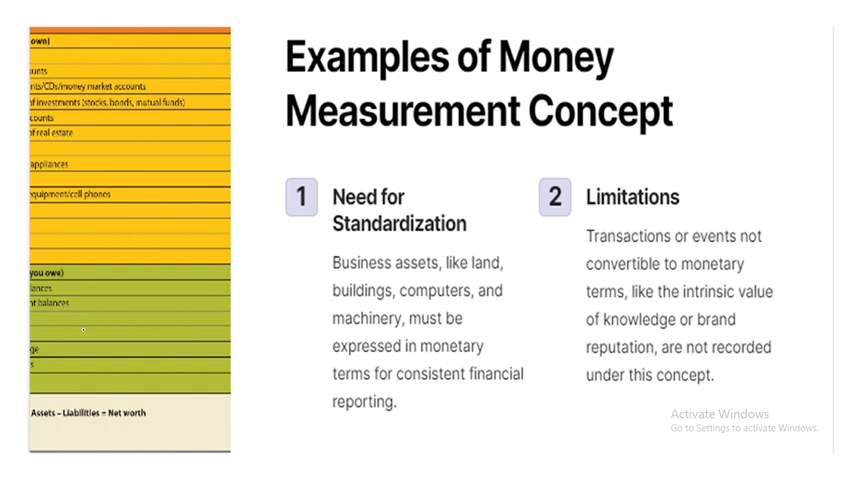 own)
unts
nts/CDs/money market accounts
of investments (stocks, bonds, mutual funds)
counts
of real estate
appliances
equipment/cell phones
you owe)
lances
nt balances
ge
s
Assets – Liabilities = Net worth
Examples of Money
Measurement Concept
1
Need for
Standardization
Business assets, like land,
buildings, computers, and
machinery, must be
expressed in monetary
terms for consistent financial
reporting.
2
Limitations
Transactions or events not
convertible to monetary
terms, like the intrinsic value
of knowledge or brand
reputation, are not recorded
under this concept.
Activate Windows
Go to Settings to activate Windows.